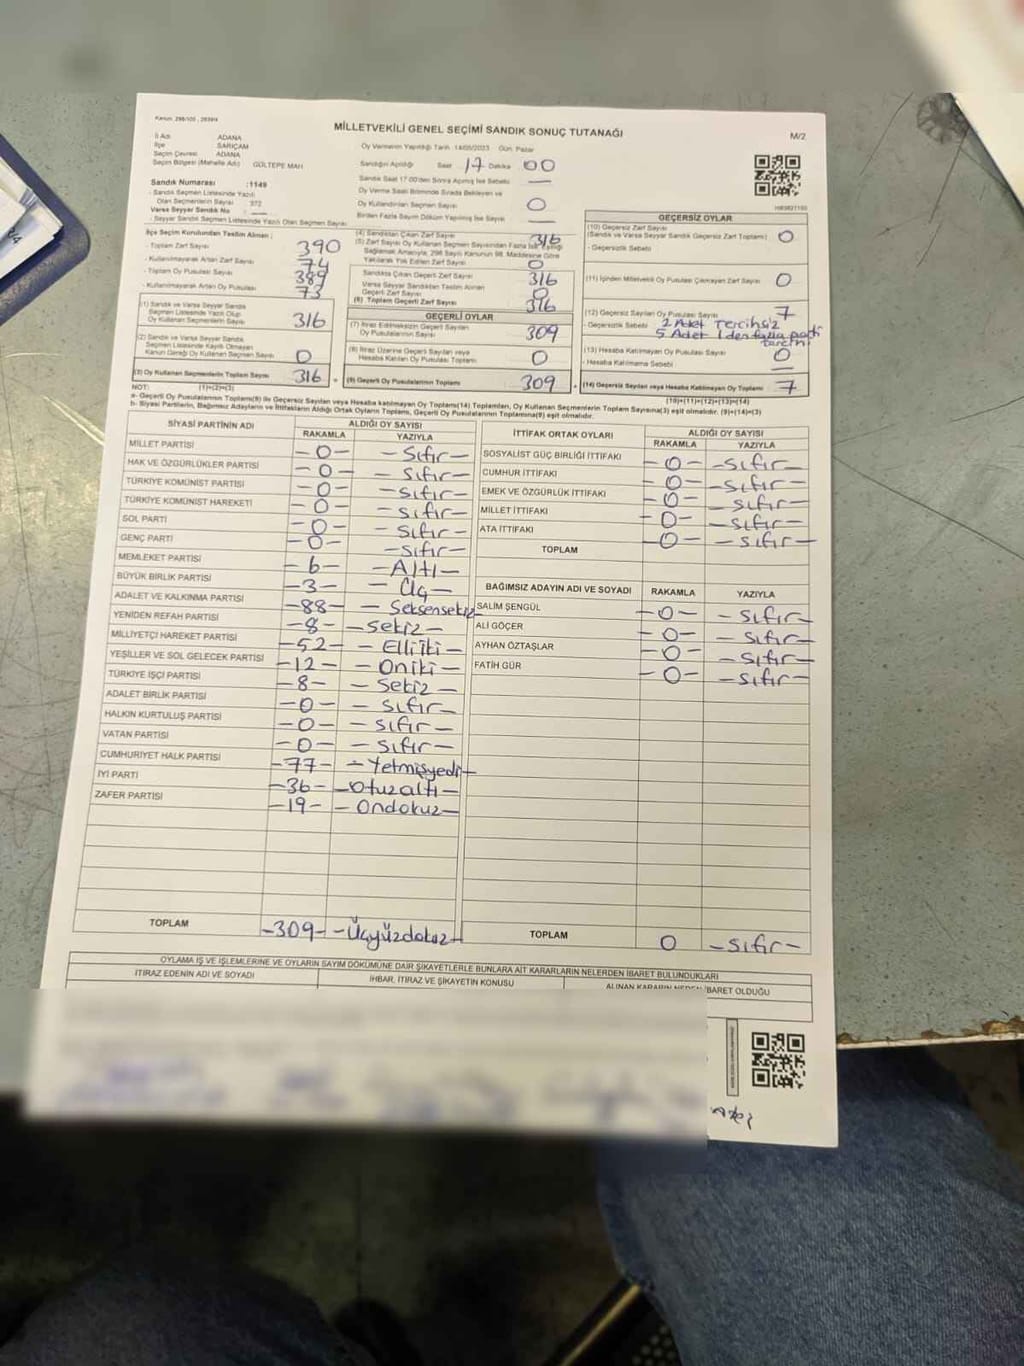 Kanun: 298/105, 2839/4
MİLLETVEKİLİ GENEL SEÇİMİ SANDIK SONUÇ TUTANAĞI
M/2
İl Adı ADANA
İlçe SARIÇAM
Seçim Çevresi ADANA
Seçim Bölgesi (Mahalle Adı) GÜLTEPE MAH
Sandık Numarası :1149
- Sandık Seçmen Listesinde Yazılı
Olan Seçmenlerin Sayısı 372
Varsa Seyyar Sandık No :
- Seyyar Sandık Seçmen Listesinde Yazılı Olan Seçmen Sayısı
İlçe Seçim Kurulundan Teslim Alınan ;
- Toplam Zarf Sayısı 390
- Kullanılmayarak Artan Zarf Sayısı 74
- Toplam Oy Pusulası Sayısı 389
- Kullanılmayarak Artan Oy Pusulası 73
(1) Sandık ve Varsa Seyyar Sandık
Seçmen Listesinde Yazılı Olup
Oy Kullanan Seçmenlerin Sayısı 316
(2) Sandık ve Varsa Seyyar Sandık
Seçmen Listesinde Kayıtlı Olmayan
Kanun Gereği Oy Kullanan Seçmen Sayısı 0
(3) Oy Kullanan Seçmenlerin Toplam Sayısı 316
Oy Vermenin Yapıldığı Tarih 14/05/2023 Gün: Pazar
Sandığın Açıldığı Saat 17 Dakika 00
Sandık Saat 17:00'den Sonra Açılmış İse Sebebi —
Oy Verme Saati Bitiminde Sırada Bekleyen ve
Oy Kullandırılan Seçmen Sayısı 0
Birden Fazla Sayım Döküm Yapılmış İse Sayısı —
(4) Sandıktan Çıkan Zarf Sayısı 316
(5) Zarf Sayısı Oy Kullanan Seçmen Sayısından Fazla İse, Eşitliği
Sağlamak Amacıyla, 298 Sayılı Kanunun 98. Maddesine Göre
Yakılarak Yok Edilen Zarf Sayısı 0
Sandıkta Çıkan Geçerli Zarf Sayısı 316
Varsa Seyyar Sandıktan Teslim Alınan
Geçerli Zarf Sayısı 0
(6) Toplam Geçerli Zarf Sayısı 316
GEÇERLİ OYLAR
(7) İtiraz Edilmeksizin Geçerli Sayılan
Oy Pusulalarının Sayısı 309
(8) İtiraz Üzerine Geçerli Sayılan veya
Hesaba Katılan Oy Pusulası Toplamı 0
(9) Geçerli Oy Pusulalarının Toplamı 309
GEÇERSİZ OYLAR
(10) Geçersiz Zarf Sayısı
(Sandık ve Varsa Seyyar Sandık Geçersiz Zarf Toplamı) 0
- Geçersizlik Sebebi
(11) İçinden Milletvekili Oy Pusulası Çıkmayan Zarf Sayısı 0
(12) Geçersiz Sayılan Oy Pusulası Sayısı 7
- Geçersizlik Sebebi 2 Adet Tercihsiz
5 Adet 1den fazla parti
tercihi
(13) Hesaba Katılmayan Oy Pusulası Sayısı 0
- Hesaba Katılmama Sebebi —
(14) Geçersiz Sayılan veya Hesaba Katılmayan Oy Toplamı 7
NOT: (1)+(2)=(3) (10)+(11)+(12)+(13)=(14)
a- Geçerli Oy Pusulalarının Toplamı(9) ile Geçersiz Sayılan veya Hesaba Katılmayan Oy Toplamı(14) Toplamları, Oy Kullanan Seçmenlerin Toplam Sayısına(3) eşit olmalıdır. (9)+(14)=(3)
b- Siyasi Partilerin, Bağımsız Adayların ve İttifakların Aldığı Ortak Oyların Toplamı, Geçerli Oy Pusulalarının Toplamına(9) eşit olmalıdır.
SİYASİ PARTİNİN ADI ALDIĞI OY SAYISI
RAKAMLA YAZIYLA
MİLLET PARTİSİ -0- -Sıfır-
HAK VE ÖZGÜRLÜKLER PARTİSİ -0- -Sıfır-
TÜRKİYE KOMÜNİST PARTİSİ -0- -sıfır-
TÜRKİYE KOMÜNİST HAREKETİ -0- -sıfır-
SOL PARTİ -0- -sıfır-
GENÇ PARTİ -0- -sıfır-
MEMLEKET PARTİSİ -6- -Altı-
BÜYÜK BİRLİK PARTİSİ -3- -Üç-
ADALET VE KALKINMA PARTİSİ -88- -Seksensekiz
YENİDEN REFAH PARTİSİ -8- -sekiz-
MİLLİYETÇİ HAREKET PARTİSİ -52- -Elliiki-
YEŞİLLER VE SOL GELECEK PARTİSİ -12- -Oniki-
TÜRKİYE İŞÇİ PARTİSİ -8- -sekiz-
ADALET BİRLİK PARTİSİ -0- -sıfır-
HALKIN KURTULUŞ PARTİSİ -0- -sıfır-
VATAN PARTİSİ -0- -sıfır-
CUMHURİYET HALK PARTİSİ -77- -Yetmişyedi-
İYİ PARTİ -36- -Otuzaltı-
ZAFER PARTİSİ -19- -Ondokuz-
TOPLAM -309- -Üçyüzdokuz-
İTTİFAK ORTAK OYLARI ALDIĞI OY SAYISI
RAKAMLA YAZIYLA
SOSYALİST GÜÇ BİRLİĞİ İTTİFAKI -0- -sıfır-
CUMHUR İTTİFAKI -0- -sıfır-
EMEK VE ÖZGÜRLÜK İTTİFAKI -0- -sıfır-
MİLLET İTTİFAKI -0- -sıfır-
ATA İTTİFAKI -0- -sıfır-
TOPLAM
BAĞIMSIZ ADAYIN ADI VE SOYADI RAKAMLA YAZIYLA
SALİM ŞENGÜL -0- -sıfır-
ALİ GÖÇER -0- -sıfır-
AYHAN ÖZTAŞLAR -0- -sıfır-
FATİH GÜR -0- -sıfır-
TOPLAM 0 -sıfır-
OYLAMA İŞ VE İŞLEMLERİNE VE OYLARIN SAYIM DÖKÜMÜNE DAİR ŞİKAYETLERLE BUNLARA AİT KARARLARIN NELERDEN İBARET BULUNDUKLARI
İTİRAZ EDENİN ADI VE SOYADI İHBAR, İTİRAZ VE ŞİKAYETİN KONUSU ALINAN KARARIN NEDEN İBARET OLDUĞU